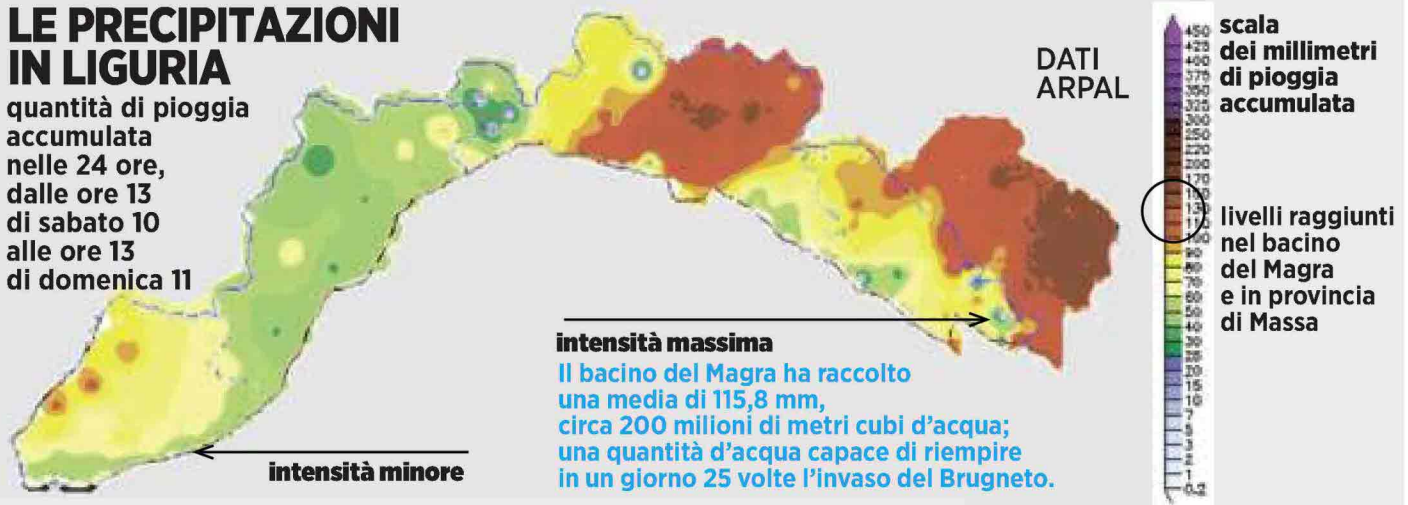 LE PRECIPITAZIONI
IN LIGURIA
quantità di pioggia
accumulata
nelle 24 ore,
dalle ore 13
di sabato 10
alle ore 13
di domenica 11
DATI
ARPAL
intensità massima
Il bacino del Magra ha raccolto
una media di 115,8 mm,
circa 200 milioni di metri cubi d'acqua;
una quantità d'acqua capace di riempire
in un giorno 25 volte l'invaso del Brugneto.
intensità minore
450
425
400
375
350
325
300
250
220
200
170
150
100
90
80
70
60
50
40
30
25
20
15
10
7
1
0.2
scala
dei millimetri
di pioggia
accumulata
livelli raggiunti
nel bacino
del Magra
e in provincia
di Massa